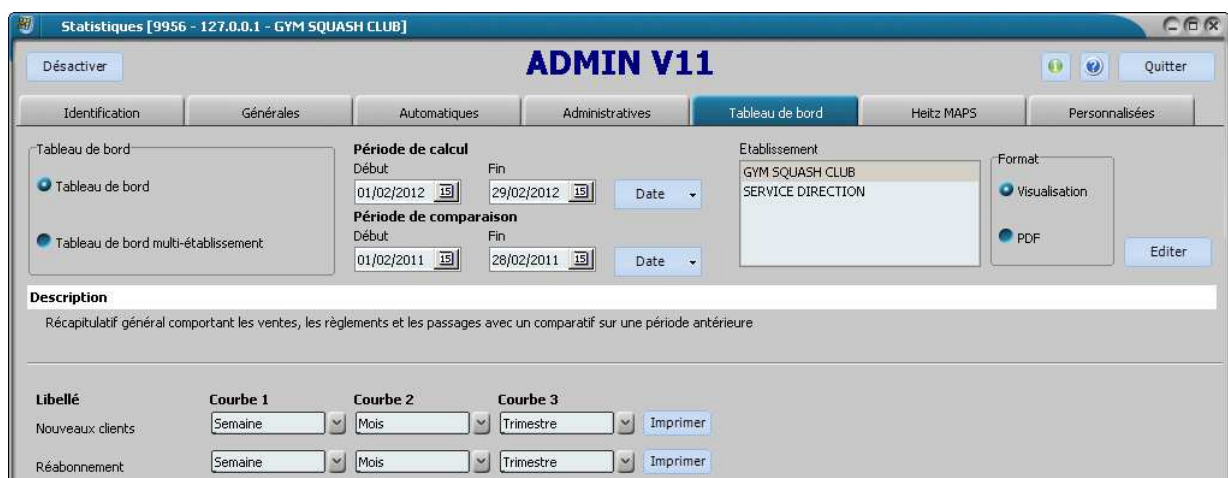 Statistiques [9956 - 127.0.0.1 - GYM SQUASH CLUB]
Désactiver
ADMIN V11
Quitter
Identification
Générales
Automatiques
Administratives
Tableau de bord
Heitz MAPS
Personnalisées
Tableau de bord
Tableau de bord
Tableau de bord multi-établissement
Période de calcul
Début Fin
01/02/2012 15 29/02/2012 15 Date
Période de comparaison
Début Fin
01/02/2011 15 28/02/2011 15 Date
Etablissement
GYM SQUASH CLUB
SERVICE DIRECTION
Format
Visualisation
PDF
Editer
Description
Récapitulatif général comportant les ventes, les règlements et les passages avec un comparatif sur une période antérieure
Libellé Courbe 1 Courbe 2 Courbe 3
Nouveaux clients Semaine Mois Trimestre Imprimer
Réabonnement Semaine Mois Trimestre Imprimer